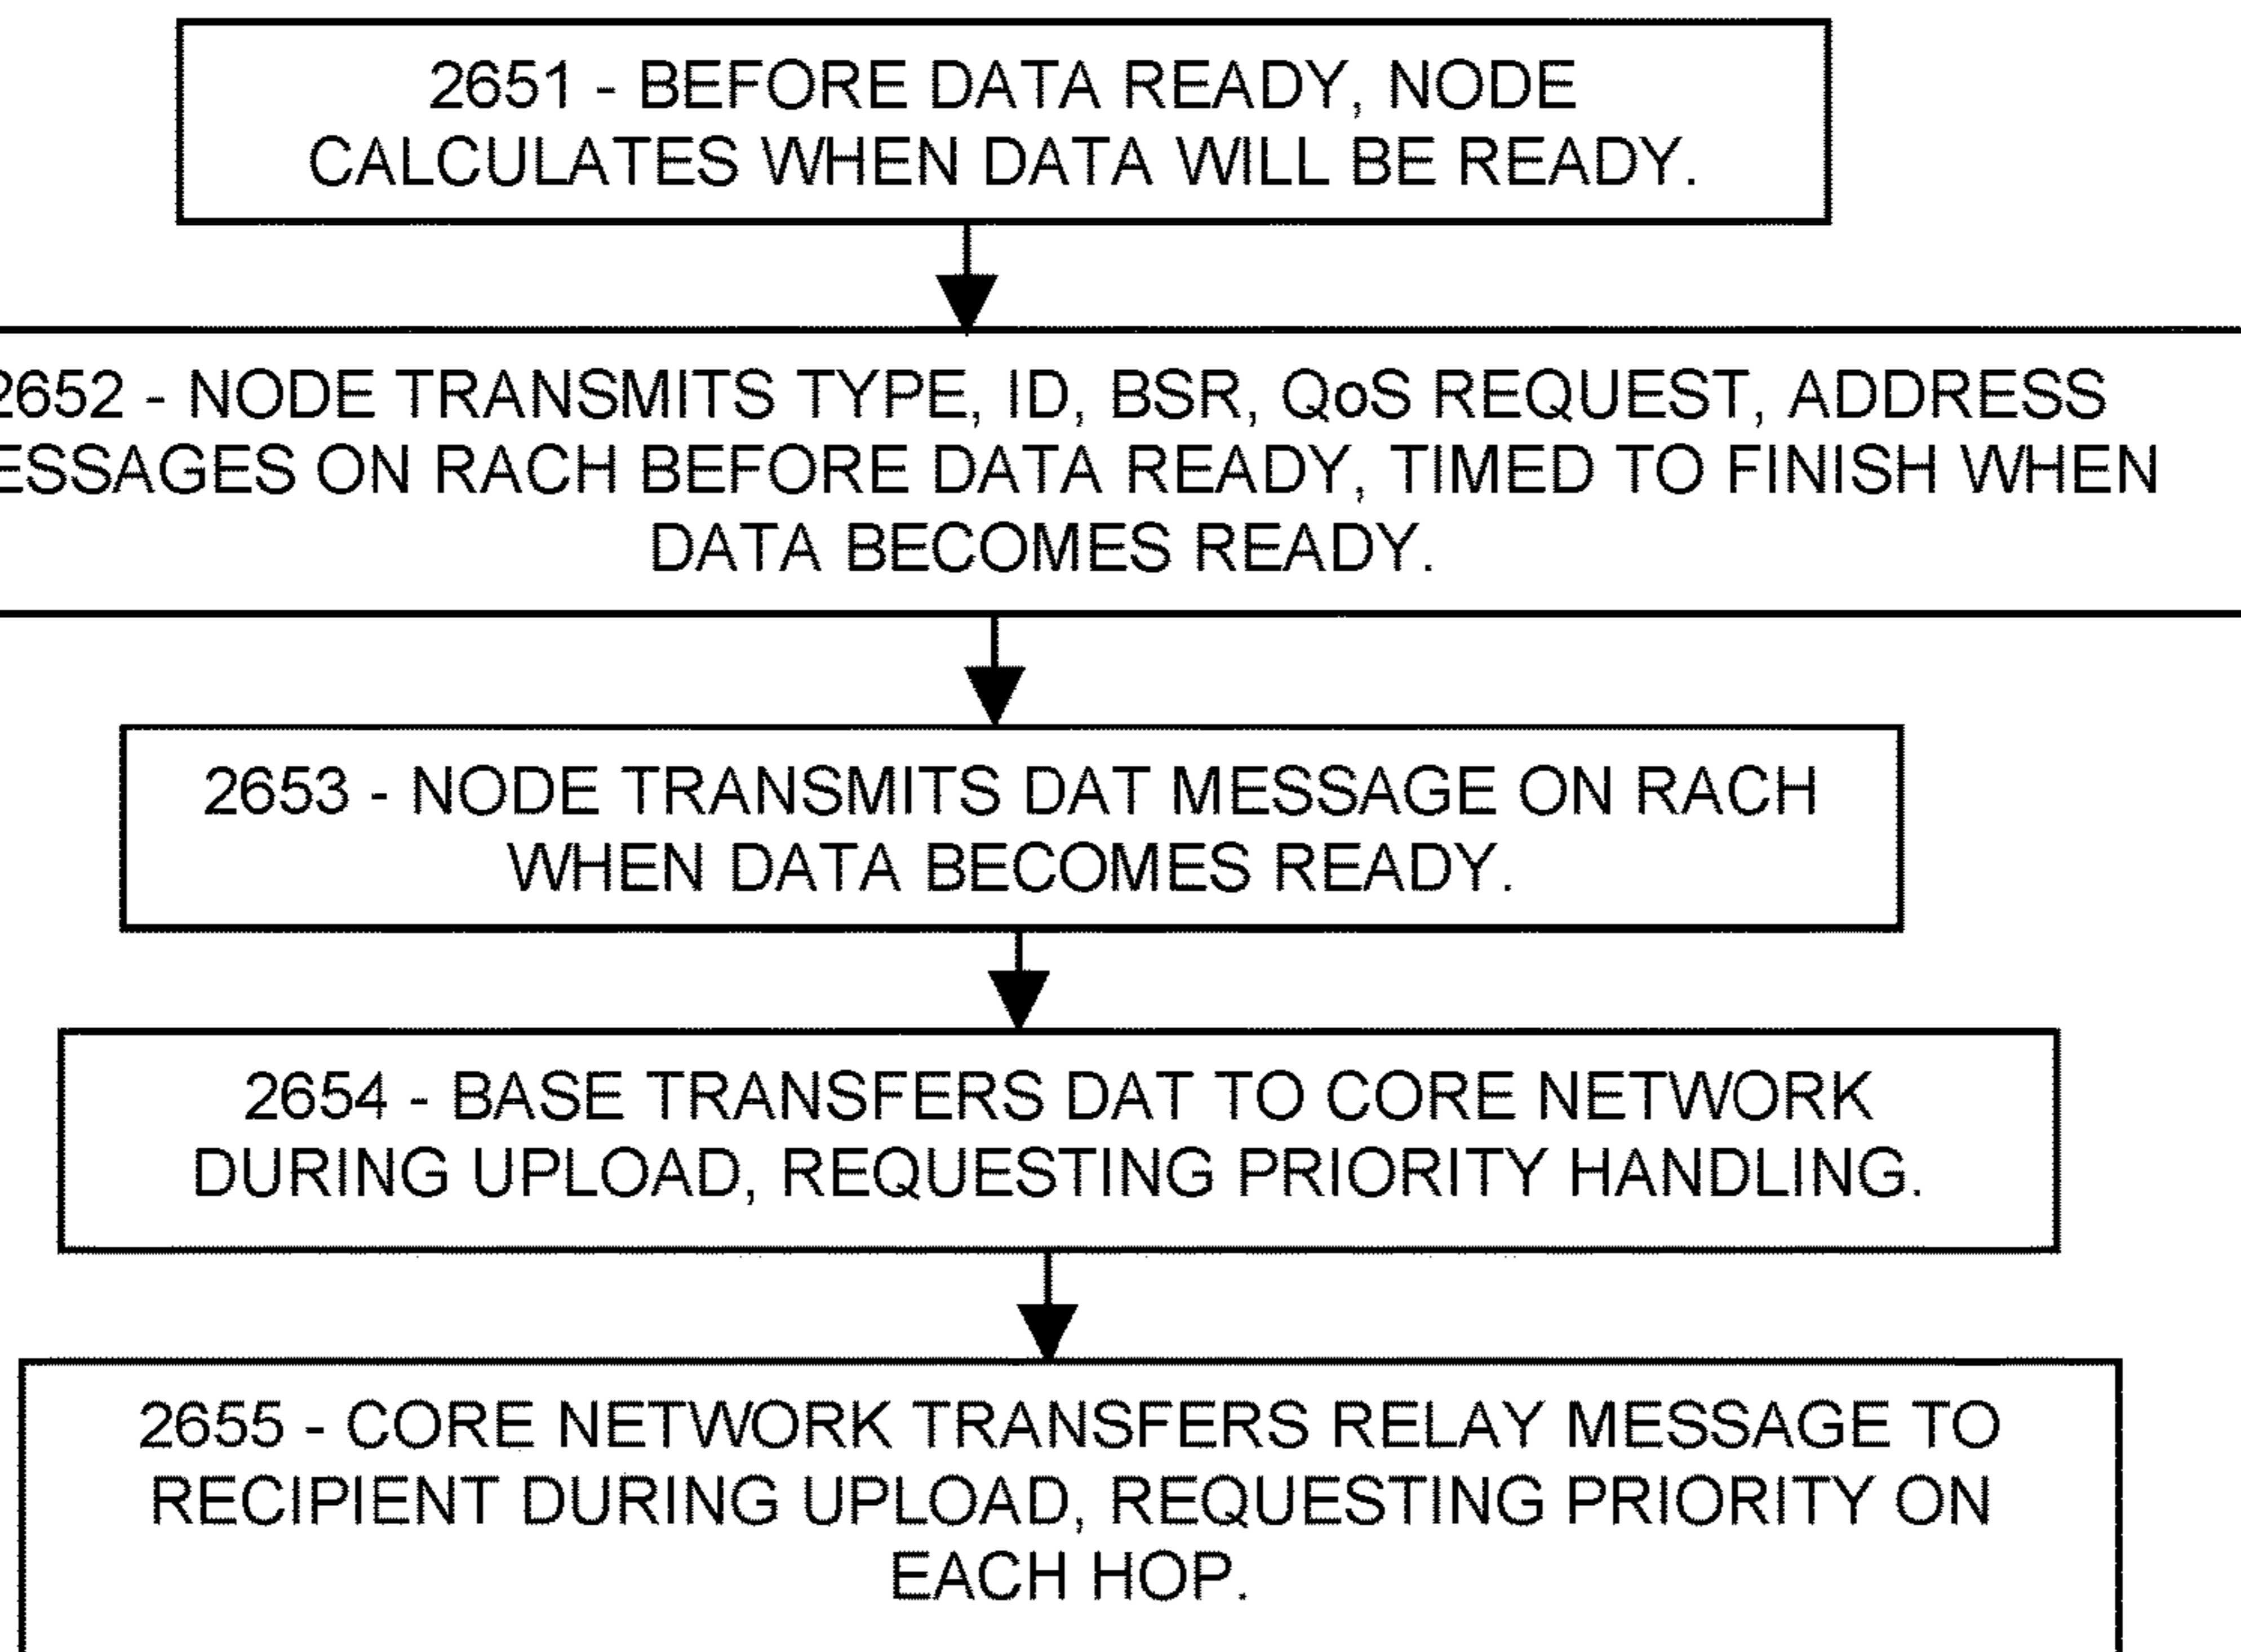 2651 - BEFORE DATA READY, NODE
CALCULATES WHEN DATA WILL BE READY.
2652 - NODE TRANSMITS TYPE, ID, BSR, QoS REQUEST, ADDRESS
ESSAGES ON RACH BEFORE DATA READY, TIMED TO FINISH WHEN
DATA BECOMES READY.
2653 - NODE TRANSMITS DAT MESSAGE ON RACH
WHEN DATA BECOMES READY.
2654 - BASE TRANSFERS DAT TO CORE NETWORK
DURING UPLOAD, REQUESTING PRIORITY HANDLING.
2655 - CORE NETWORK TRANSFERS RELAY MESSAGE TO
RECIPIENT DURING UPLOAD, REQUESTING PRIORITY ON
EACH HOP.